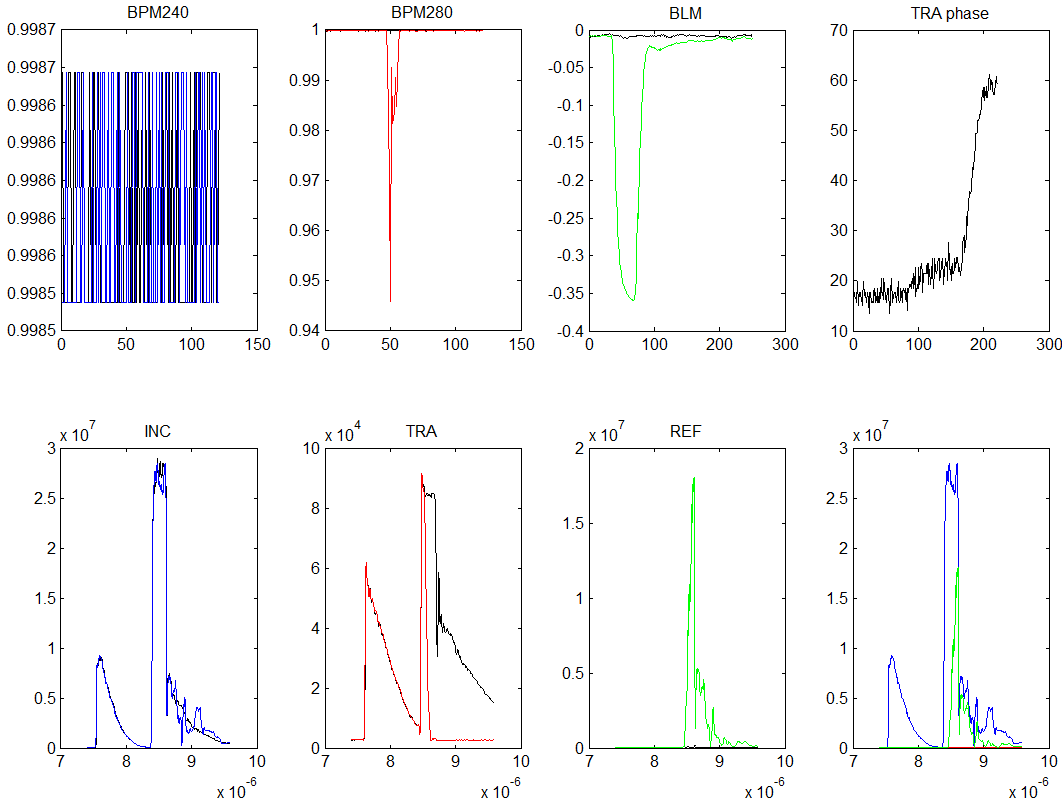 BPM240 BPM280 BLM TRA phase
0.9987 1 0 70
0.9987 0.99 -0.05 60
0.9986 0.98 -0.1 50
0.9986 0.97 -0.15
0.9986 -0.2 40
0.9986 0.96 -0.25 30
0.9986 0.95 -0.3 20
0.9985 -0.35
0.9985 0.94 -0.4 10
0 50 100 150 0 50 100 150 0 100 200 300 0 100 200 300
x 10^7 INC x 10^4 TRA x 10^7 REF x 10^7
3 10 2 3
2.5 8 2.5
2 1.5 2
6
1.5 1 1.5
1 4 1
0.5 2 0.5 0.5
0 0 0 0
7 8 9 10 7 8 9 10 7 8 9 10 7 8 9 10
x 10^-6 x 10^-6 x 10^-6 x 10^-6